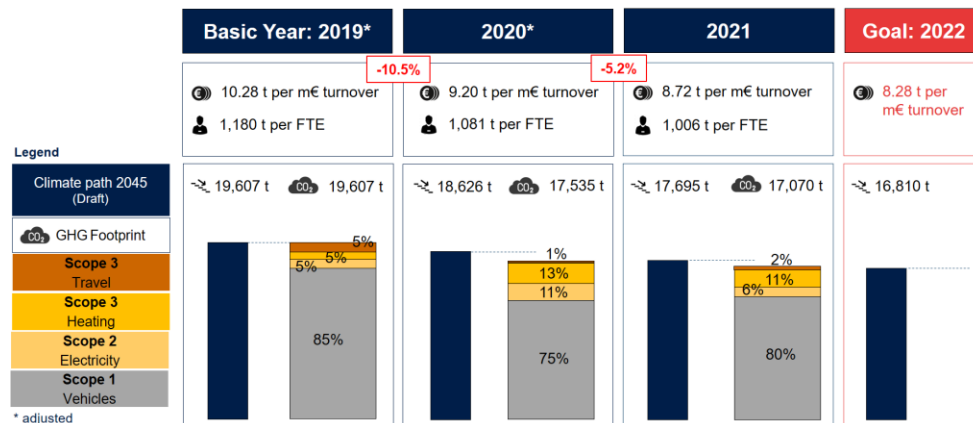 Basic Year: 2019*
2020*
2021
Goal: 2022
-10.5%
-5.2%
10.28 t per m€ turnover
1,180 t per FTE
9.20 t per m€ turnover
1,081 t per FTE
8.72 t per m€ turnover
1,006 t per FTE
8.28 t per
m€ turnover
Legend
Climate path 2045
(Draft)
CO₂ GHG Footprint
Scope 3
Travel
Scope 3
Heating
Scope 2
Electricity
Scope 1
Vehicles
* adjusted
19,607 t
CO₂ 19,607 t
5%
5%
5%
85%
18,626 t
CO₂ 17,535 t
1%
13%
11%
75%
17,695 t
CO₂ 17,070 t
2%
11%
6%
80%
16,810 t